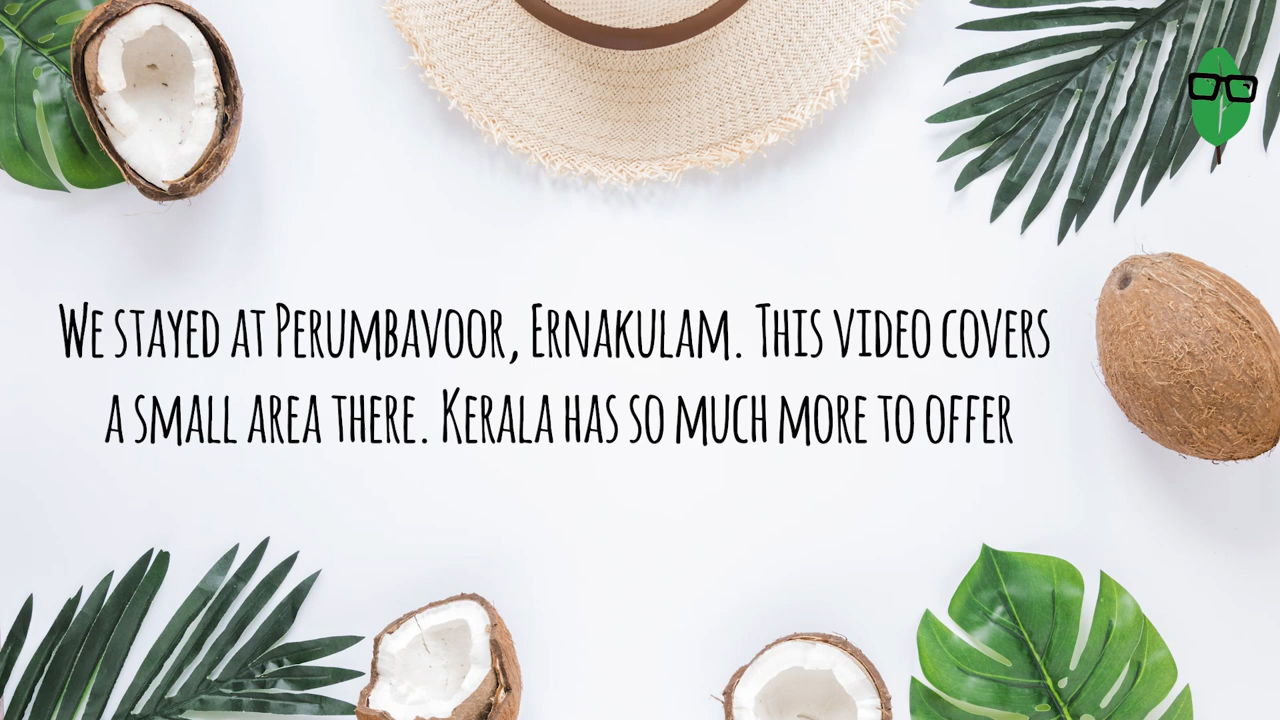 We stayed at Perumbavoor, Ernakulam. This video covers
a small area there. Kerala has so much more to offer